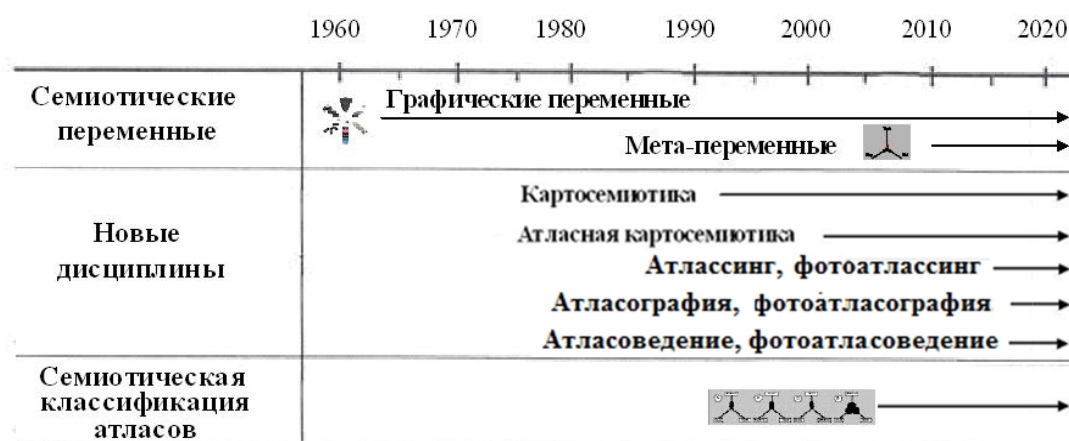 1960 1970 1980 1990 2000 2010 2020
Семиотические
переменные
Графические переменные
Мета-переменные
Новые
дисциплины
Картосемиотика
Атласная картосемиотика
Атлассинг, фотоатлассинг
Атласография, фотоатласография
Атласоведение, фотоатласоведение
Семиотическая
классификация
атласов